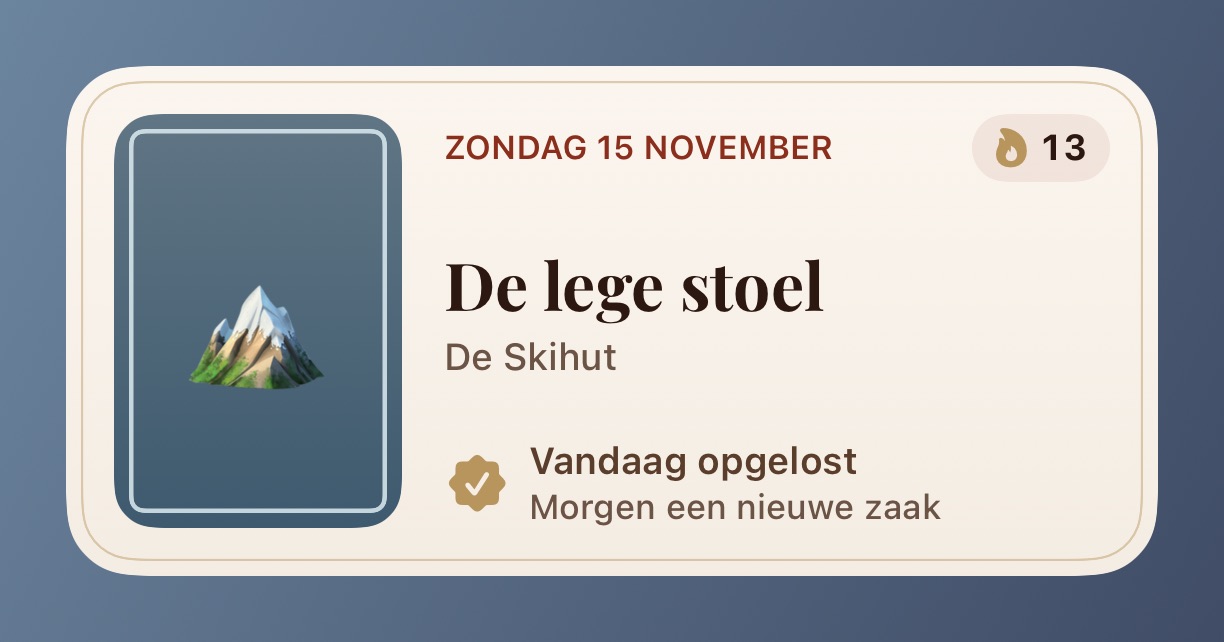 ZONDAG 15 NOVEMBER
13
De lege stoel
De Skihut
Vandaag opgelost
Morgen een nieuwe zaak